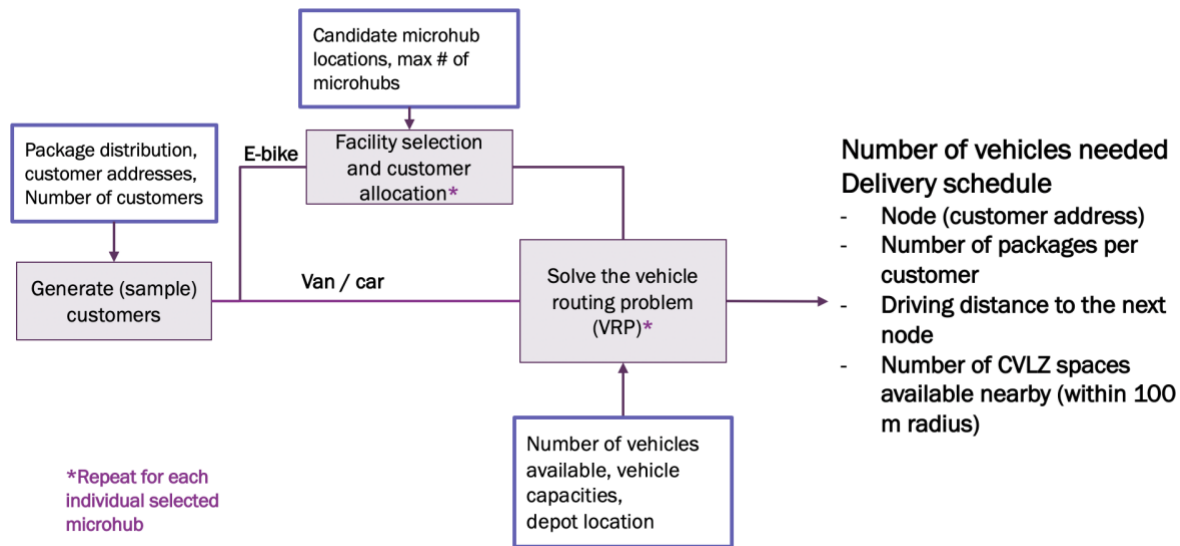 Candidate microhub
locations, max # of
microhubs
Package distribution,
customer addresses,
Number of customers
E-bike
Facility selection
and customer
allocation*
Generate (sample)
customers
Van / car
Solve the vehicle
routing problem
(VRP)*
Number of vehicles
available, vehicle
capacities,
depot location
*Repeat for each
individual selected
microhub
Number of vehicles needed
Delivery schedule
- Node (customer address)
- Number of packages per
customer
- Driving distance to the next
node
- Number of CVLZ spaces
available nearby (within 100
m radius)